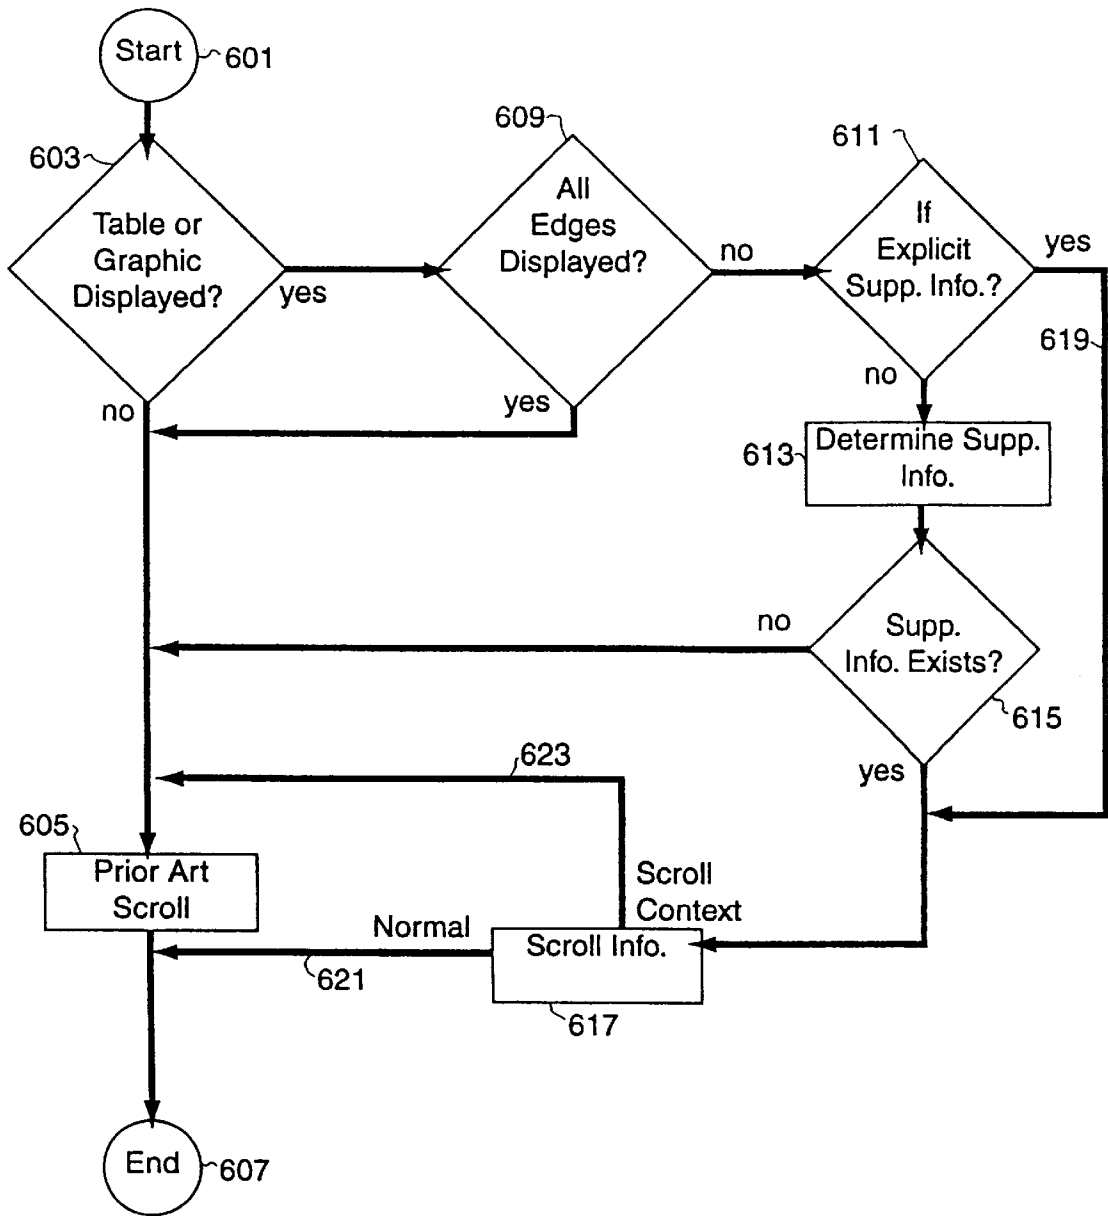 Start
601
603
Table or
Graphic
Displayed?
yes
no
609
All
Edges
Displayed?
no
yes
611
If
Explicit
Supp. Info.?
yes
no
619
613
Determine Supp.
Info.
Supp.
Info. Exists?
no
615
yes
623
605
Prior Art
Scroll
Scroll
Context
Normal
Scroll Info.
621
617
End
607